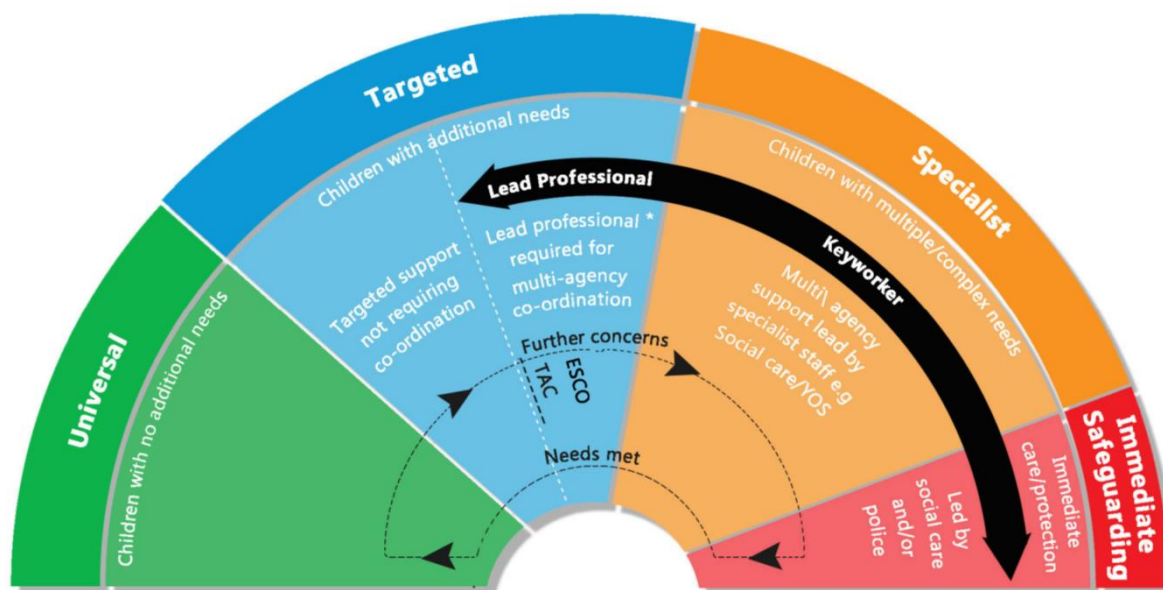 Universal
Targeted
Specialist
Immediate
Safeguarding
Children with no additional needs
Children with additional needs
Children with multiple/complex needs
Immediate
care/protection
Lead Professional
Keyworker
Targeted support
not requiring
co-ordination
Lead professional *
required for
multi-agency
co-ordination
Multi\ agency
support lead by
specialist staff e.g
Social care/YOS
Led by
social care
and/or
police
Further concerns
ESCO
TAC
Needs met